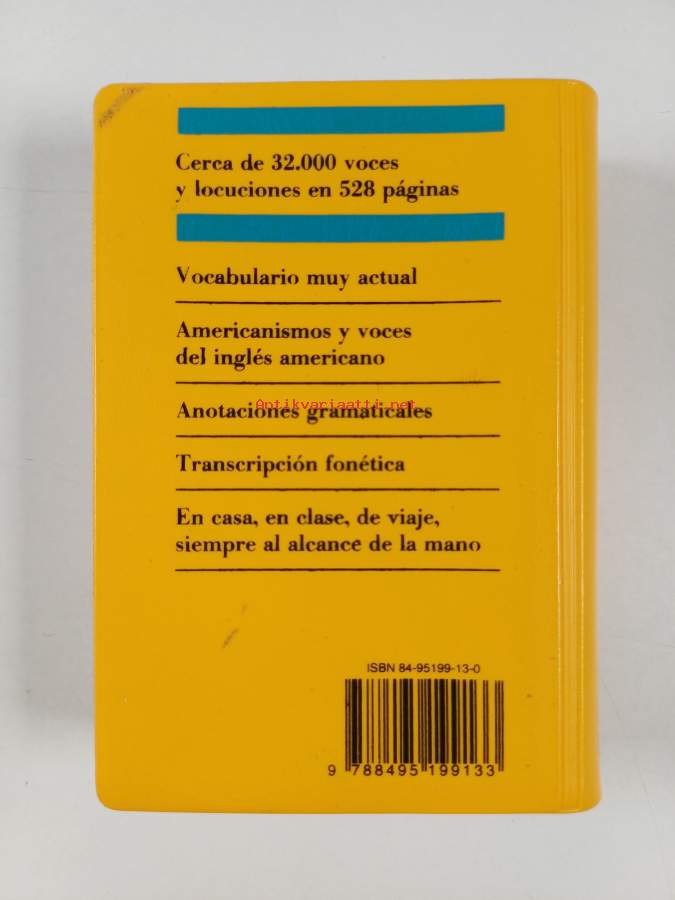 Cerca de 32.000 voces
y locuciones en 528 páginas
Vocabulario muy actual
Americanismos y voces
del inglés americano
Antikvariaatti.net
Anotaciones gramaticales
Transcripción fonética
En casa, en clase, de viaje,
siempre al alcance de la mano
ISBN 84-95199-13-0
9 788495 199133